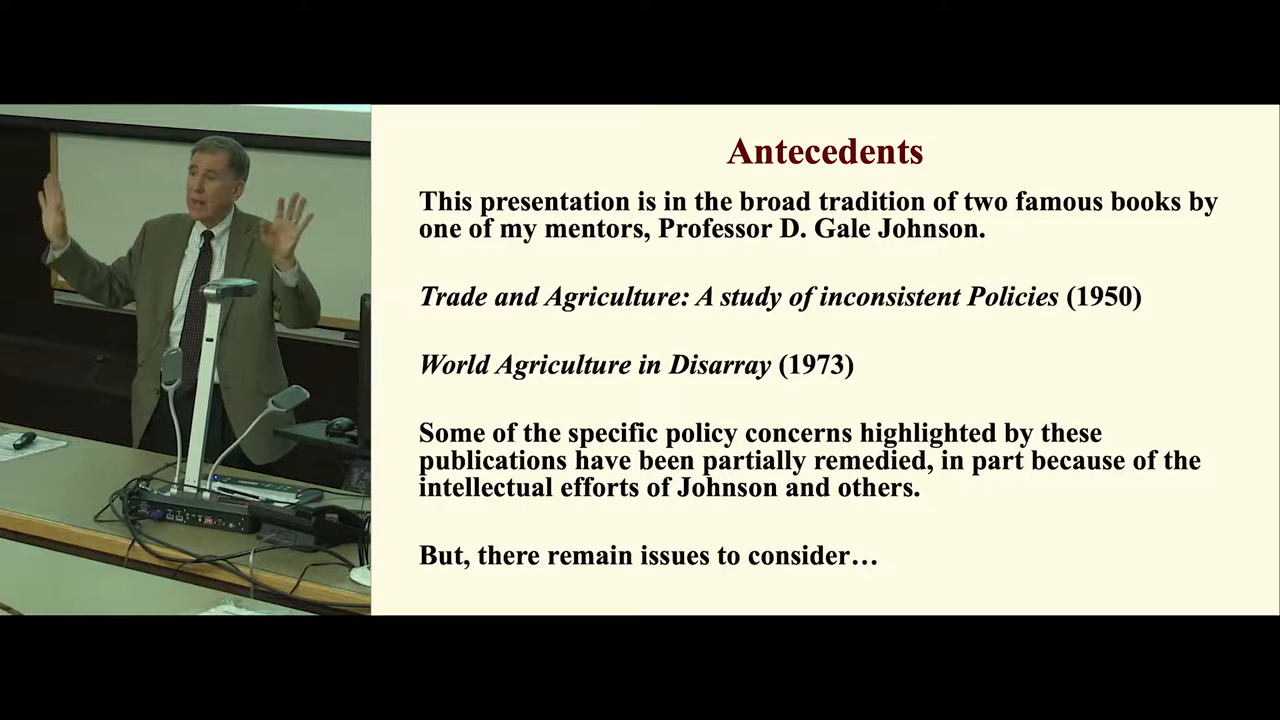 Antecedents
This presentation is in the broad tradition of two famous books by
one of my mentors, Professor D. Gale Johnson.
Trade and Agriculture: A study of inconsistent Policies (1950)
World Agriculture in Disarray (1973)
Some of the specific policy concerns highlighted by these
publications have been partially remedied, in part because of the
intellectual efforts of Johnson and others.
But, there remain issues to consider…